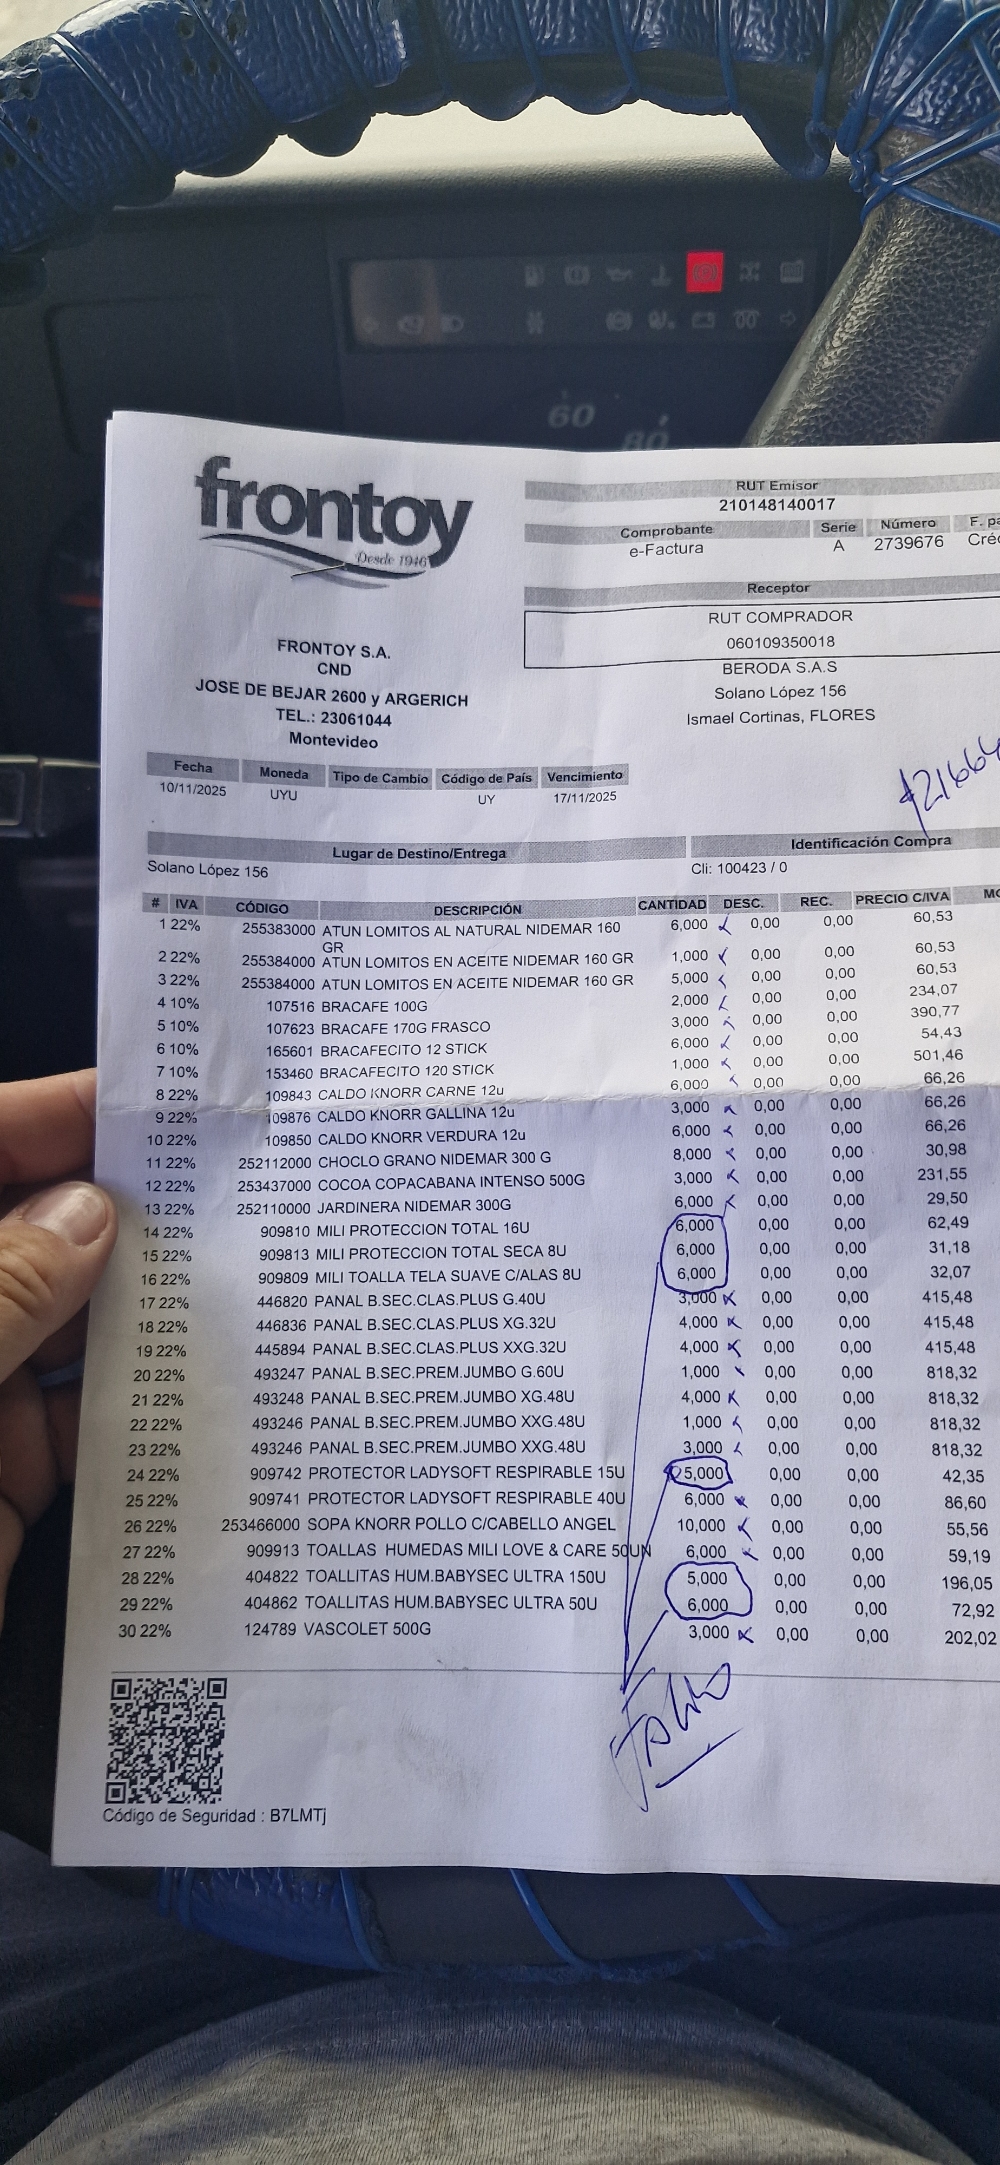 60
80
frontoy
Desde 1946
FRONTOY S.A.
CND
JOSE DE BEJAR 2600 y ARGERICH
TEL.: 23061044
Montevideo
RUT Emisor
210148140017
Comprobante Serie Número F. pa
e-Factura A 2739676 Cré
Receptor
RUT COMPRADOR
060109350018
BERODA S.A.S
Solano López 156
Ismael Cortinas, FLORES
Fecha Moneda Tipo de Cambio Código de País Vencimiento
10/11/2025 UYU UY 17/11/2025
Lugar de Destino/Entrega Identificación Compra
Solano López 156 Cli: 100423 / 0
# IVA CÓDIGO DESCRIPCIÓN CANTIDAD DESC. REC. PRECIO C/IVA MO
1 22% 255383000 ATUN LOMITOS AL NATURAL NIDEMAR 160 6,000 0,00 0,00 60,53
GR
2 22% 255384000 ATUN LOMITOS EN ACEITE NIDEMAR 160 GR 1,000 0,00 0,00 60,53
3 22% 255384000 ATUN LOMITOS EN ACEITE NIDEMAR 160 GR 5,000 0,00 0,00 60,53
4 10% 107516 BRACAFE 100G 2,000 0,00 0,00 234,07
5 10% 107623 BRACAFE 170G FRASCO 3,000 0,00 0,00 390,77
6 10% 165601 BRACAFECITO 12 STICK 6,000 0,00 0,00 54,43
7 10% 153460 BRACAFECITO 120 STICK 1,000 0,00 0,00 501,46
8 22% 109843 CALDO KNORR CARNE 12u 6,000 0,00 0,00 66,26
9 22% 109876 CALDO KNORR GALLINA 12u 3,000 0,00 0,00 66,26
10 22% 109850 CALDO KNORR VERDURA 12u 6,000 0,00 0,00 66,26
11 22% 252112000 CHOCLO GRANO NIDEMAR 300 G 8,000 0,00 0,00 30,98
12 22% 253437000 COCOA COPACABANA INTENSO 500G 3,000 0,00 0,00 231,55
13 22% 252110000 JARDINERA NIDEMAR 300G 6,000 0,00 0,00 29,50
14 22% 909810 MILI PROTECCION TOTAL 16U 6,000 0,00 0,00 62,49
15 22% 909813 MILI PROTECCION TOTAL SECA 8U 6,000 0,00 0,00 31,18
16 22% 909809 MILI TOALLA TELA SUAVE C/ALAS 8U 6,000 0,00 0,00 32,07
17 22% 446820 PANAL B.SEC.CLAS.PLUS G.40U 3,000 0,00 0,00 415,48
18 22% 446836 PANAL B.SEC.CLAS.PLUS XG.32U 4,000 0,00 0,00 415,48
19 22% 445894 PANAL B.SEC.CLAS.PLUS XXG.32U 4,000 0,00 0,00 415,48
20 22% 493247 PANAL B.SEC.PREM.JUMBO G.60U 1,000 0,00 0,00 818,32
21 22% 493248 PANAL B.SEC.PREM.JUMBO XG.48U 4,000 0,00 0,00 818,32
22 22% 493246 PANAL B.SEC.PREM.JUMBO XXG.48U 1,000 0,00 0,00 818,32
23 22% 493246 PANAL B.SEC.PREM.JUMBO XXG.48U 3,000 0,00 0,00 818,32
24 22% 909742 PROTECTOR LADYSOFT RESPIRABLE 15U 5,000 0,00 0,00 42,35
25 22% 909741 PROTECTOR LADYSOFT RESPIRABLE 40U 6,000 0,00 0,00 86,60
26 22% 253466000 SOPA KNORR POLLO C/CABELLO ANGEL 10,000 0,00 0,00 55,56
27 22% 909913 TOALLAS HUMEDAS MILI LOVE & CARE 50UN 6,000 0,00 0,00 59,19
28 22% 404822 TOALLITAS HUM.BABYSEC ULTRA 150U 5,000 0,00 0,00 196,05
29 22% 404862 TOALLITAS HUM.BABYSEC ULTRA 50U 6,000 0,00 0,00 72,92
30 22% 124789 VASCOLET 500G 3,000 0,00 0,00 202,02
Código de Seguridad : B7LMTj